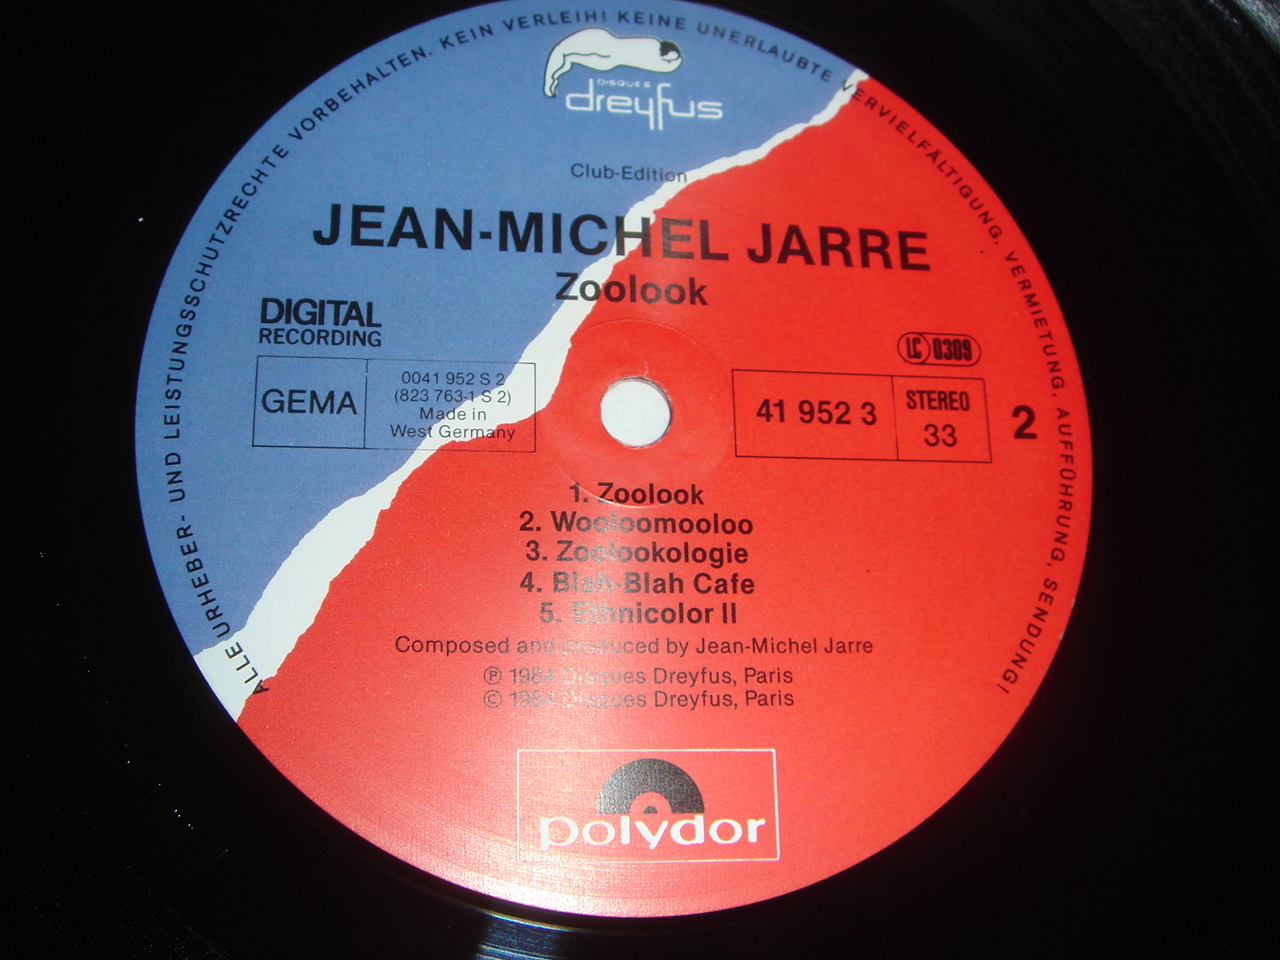 ALLE URHEBER- UND LEISTUNGSSCHUTZRECHTE VORBEHALTEN. KEIN VERLEIH! KEINE UNERLAUBTE VERVIELFÄLTIGUNG, VERMIETUNG, AUFFÜHRUNG, SENDUNG!
DISQUES
dreyfus
Club-Edition
JEAN-MICHEL JARRE
Zoolook
DIGITAL
RECORDING
LC 0309
GEMA
0041 952 S 2
(823 763-1 S 2)
Made in
West Germany
41 952 3
STEREO
33
2
1. Zoolook
2. Wooloomooloo
3. Zoolookologie
4. Blah-Blah Cafe
5. Ethnicolor II
Composed and produced by Jean-Michel Jarre
℗ 1984 Disques Dreyfus, Paris
© 1984 Disques Dreyfus, Paris
polydor